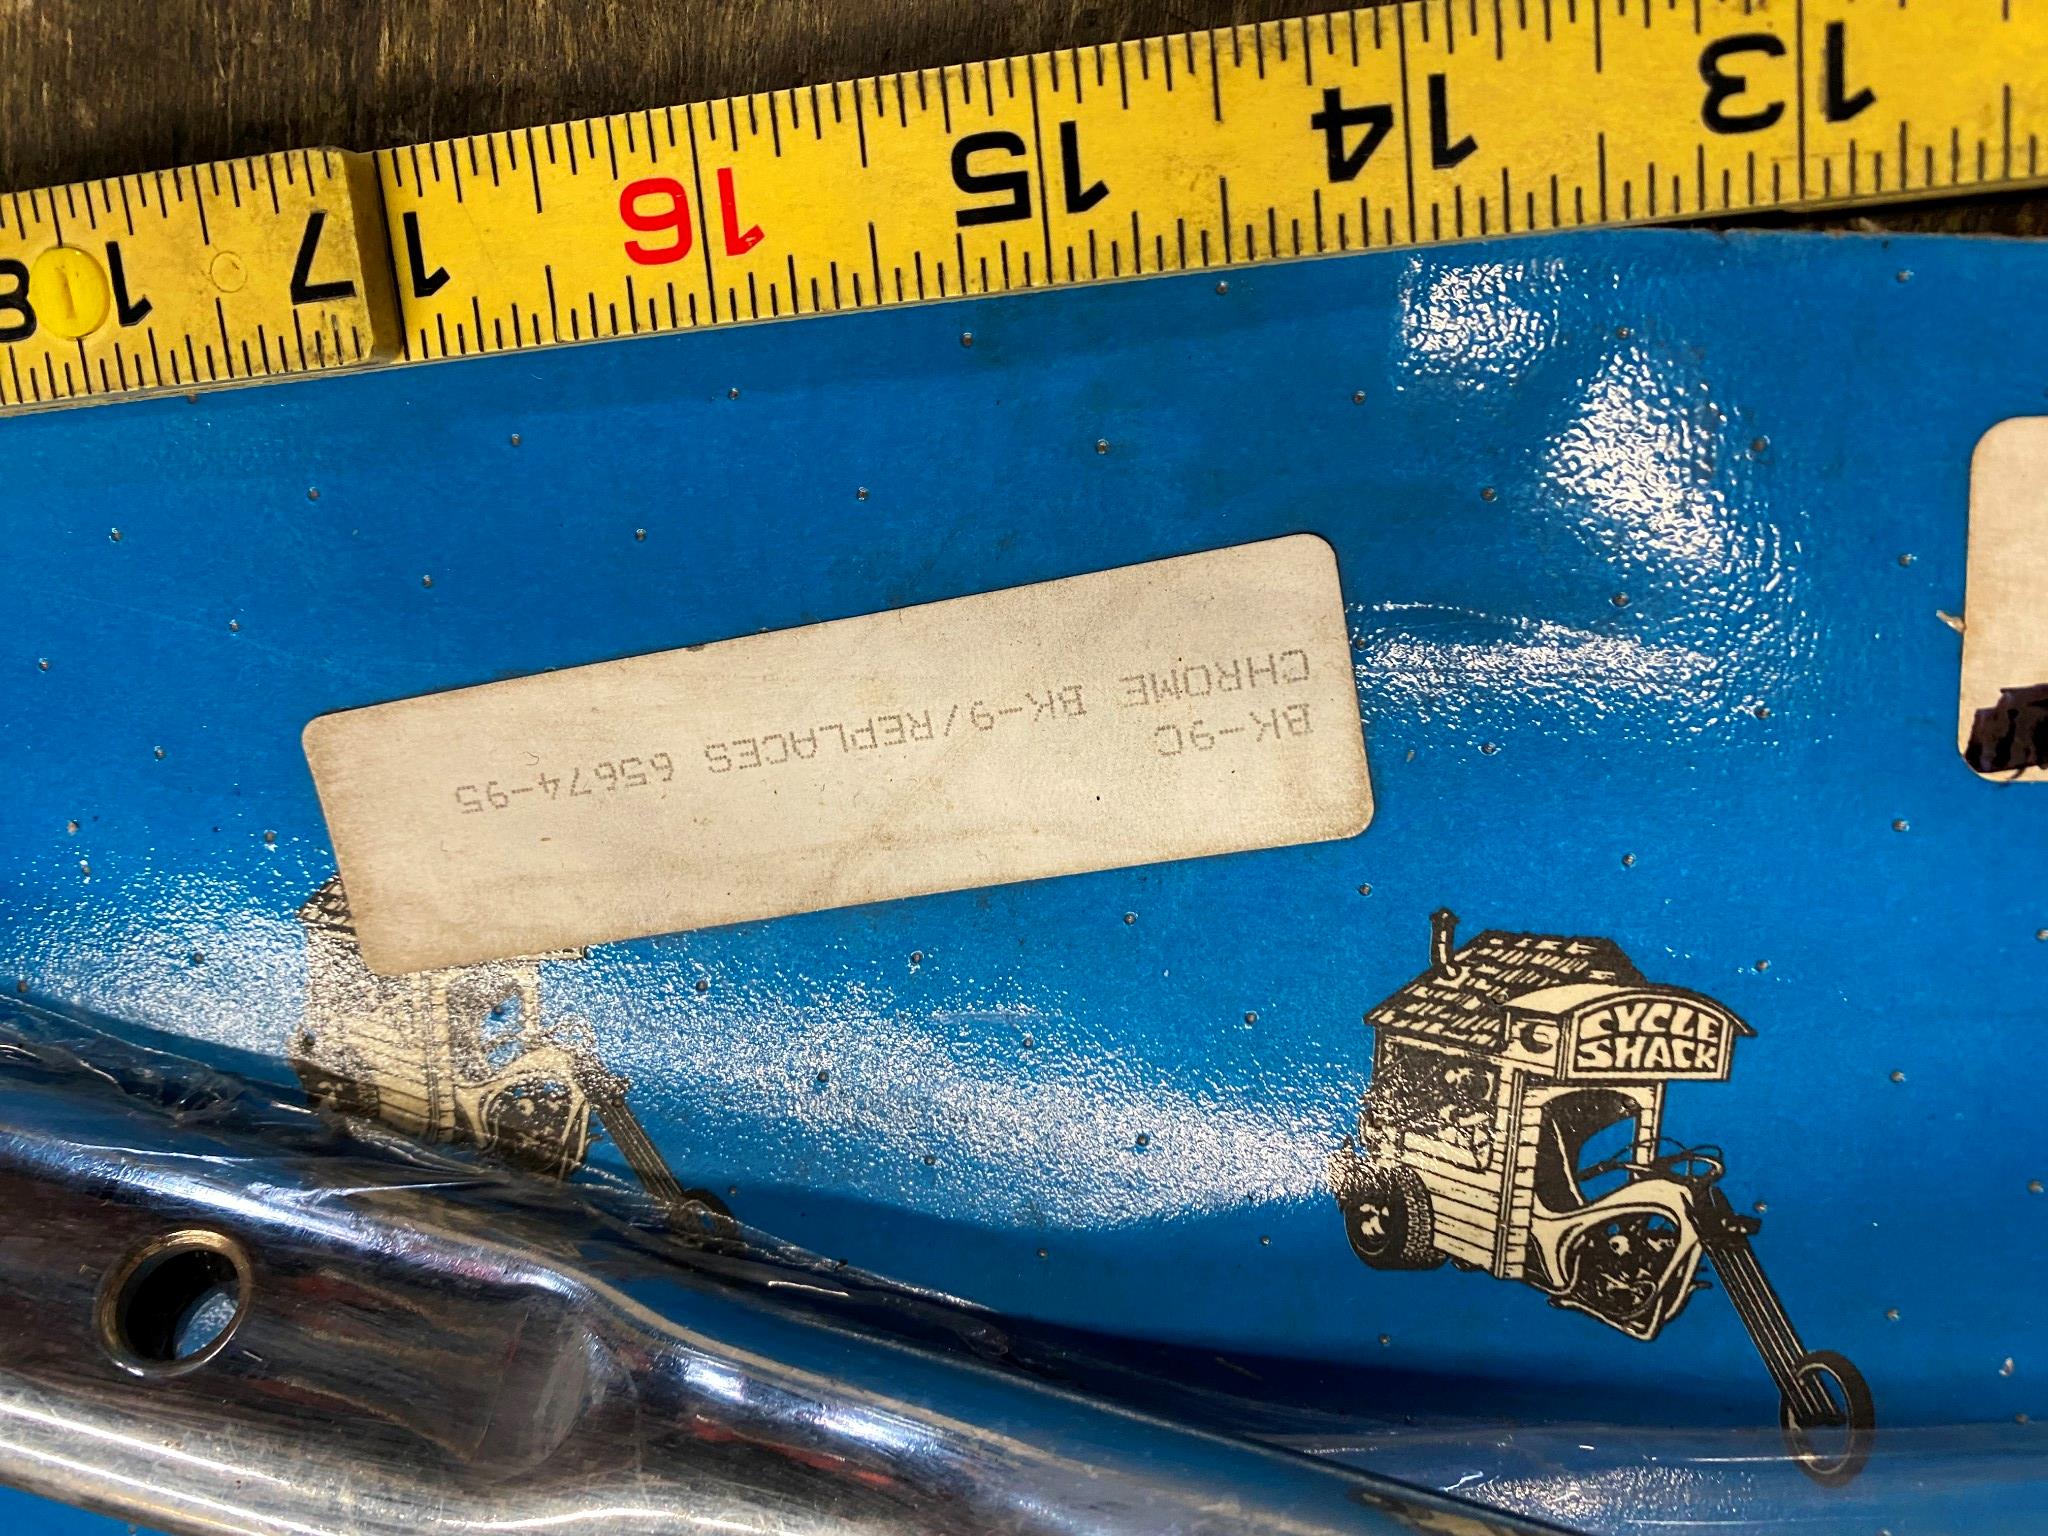 18
17
16
15
14
13
BK-9C
CHROME BK-9/REPLACES 65674-95
CYCLE
SHACK